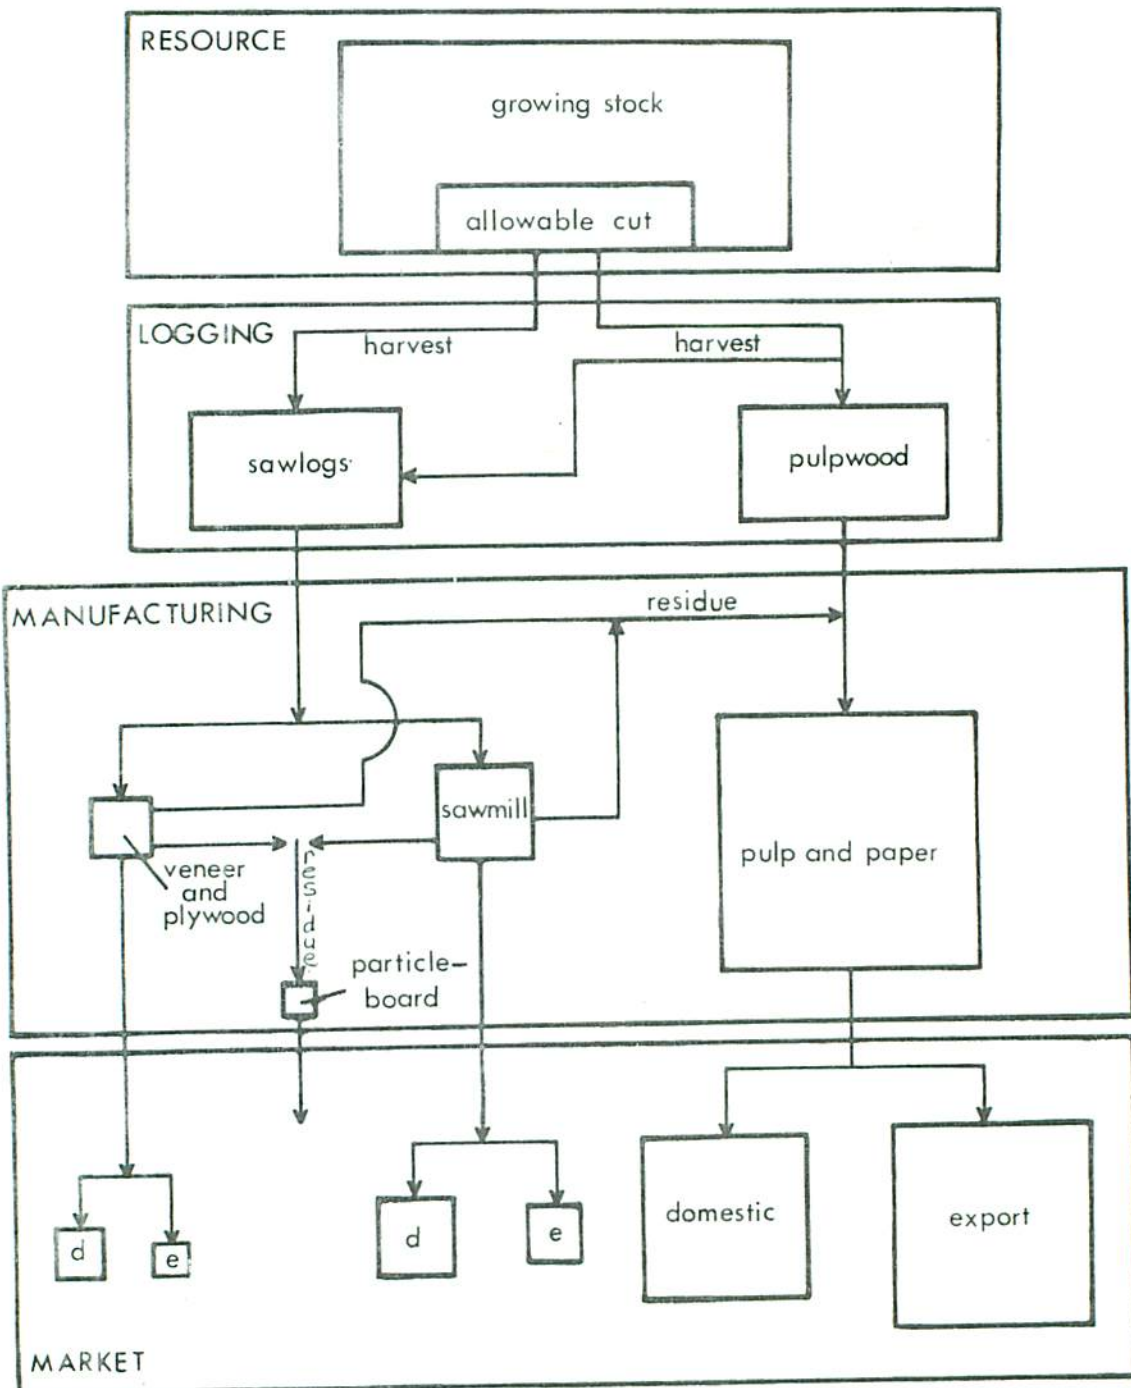 RESOURCE
growing stock
allowable cut
LOGGING
harvest
harvest
sawlogs
pulpwood
MANUFACTURING
residue
sawmill
pulp and paper
veneer
and
plywood
residue
particle-
board
d
e
d
e
domestic
export
MARKET